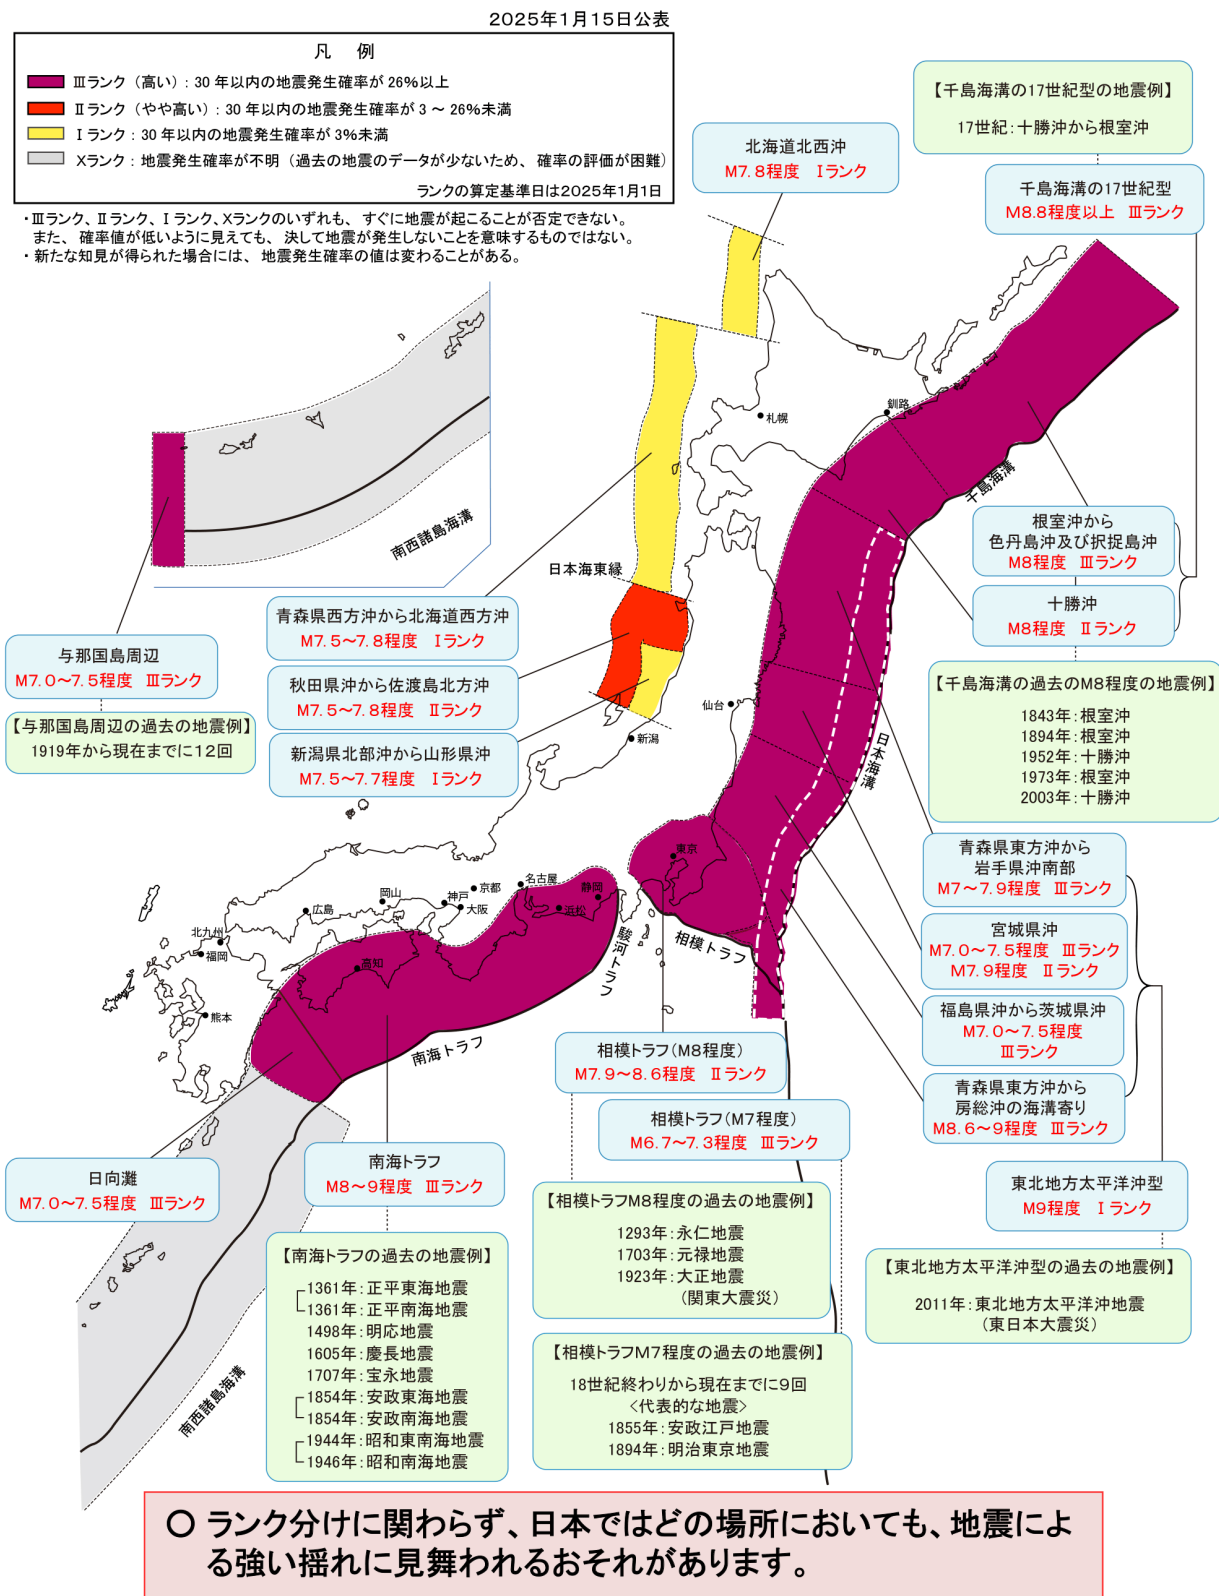 2025年1月15日公表
凡　例
Ⅲランク（高い）：30 年以内の地震発生確率が 26%以上
Ⅱランク（やや高い）：30 年以内の地震発生確率が 3 ～ 26%未満
Ⅰランク：30 年以内の地震発生確率が 3%未満
Xランク：地震発生確率が不明（過去の地震のデータが少ないため、確率の評価が困難）
ランクの算定基準日は2025年1月1日
・Ⅲランク、Ⅱランク、Ⅰランク、Xランクのいずれも、すぐに地震が起こることが否定できない。
また、確率値が低いように見えても、決して地震が発生しないことを意味するものではない。
・新たな知見が得られた場合には、地震発生確率の値は変わることがある。
北海道北西沖
M7.8程度　Ⅰランク
【千島海溝の17世紀型の地震例】
17世紀：十勝沖から根室沖
千島海溝の17世紀型
M8.8程度以上　Ⅲランク
釧路
札幌
千島海溝
南西諸島海溝
根室沖から
色丹島沖及び択捉島沖
M8程度　Ⅲランク
十勝沖
M8程度　Ⅱランク
日本海東縁
青森県西方沖から北海道西方沖
M7.5～7.8程度　Ⅰランク
与那国島周辺
M7.0～7.5程度　Ⅲランク
【与那国島周辺の過去の地震例】
1919年から現在までに12回
秋田県沖から佐渡島北方沖
M7.5～7.8程度　Ⅱランク
新潟県北部沖から山形県沖
M7.5～7.7程度　Ⅰランク
仙台
新潟
日本海溝
【千島海溝の過去のM8程度の地震例】
1843年：根室沖
1894年：根室沖
1952年：十勝沖
1973年：根室沖
2003年：十勝沖
青森県東方沖から
岩手県沖南部
M7～7.9程度　Ⅲランク
宮城県沖
M7.0～7.5程度　Ⅲランク
M7.9程度　Ⅱランク
福島県沖から茨城県沖
M7.0～7.5程度
Ⅲランク
青森県東方沖から
房総沖の海溝寄り
M8.6～9程度　Ⅲランク
東京
名古屋
静岡
京都
岡山
神戸
浜松
大阪
広島
北九州
福岡
高知
熊本
駿河トラフ
相模トラフ
南海トラフ
相模トラフ（M8程度）
M7.9～8.6程度　Ⅱランク
相模トラフ（M7程度）
M6.7～7.3程度　Ⅲランク
日向灘
M7.0～7.5程度　Ⅲランク
南海トラフ
M8～9程度　Ⅲランク
東北地方太平洋沖型
M9程度　Ⅰランク
【相模トラフM8程度の過去の地震例】
1293年：永仁地震
1703年：元禄地震
1923年：大正地震
（関東大震災）
【南海トラフの過去の地震例】
1361年：正平東海地震
1361年：正平南海地震
1498年：明応地震
1605年：慶長地震
1707年：宝永地震
1854年：安政東海地震
1854年：安政南海地震
1944年：昭和東南海地震
1946年：昭和南海地震
【東北地方太平洋沖型の過去の地震例】
2011年：東北地方太平洋沖地震
（東日本大震災）
【相模トラフM7程度の過去の地震例】
18世紀終わりから現在までに9回
＜代表的な地震＞
1855年：安政江戸地震
1894年：明治東京地震
南西諸島海溝
○ ランク分けに関わらず、日本ではどの場所においても、地震によ
る強い揺れに見舞われるおそれがあります。